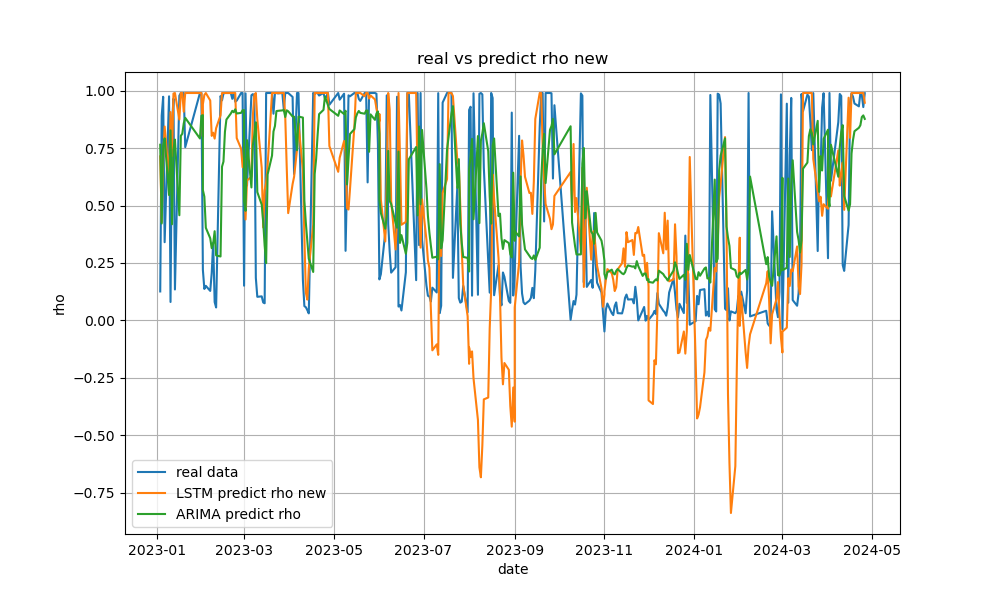 real vs predict rho new
1.00
0.75
0.50
0.25
0.00
−0.25
−0.50
−0.75
rho
real data
LSTM predict rho new
ARIMA predict rho
2023-01 2023-03 2023-05 2023-07 2023-09 2023-11 2024-01 2024-03 2024-05
date